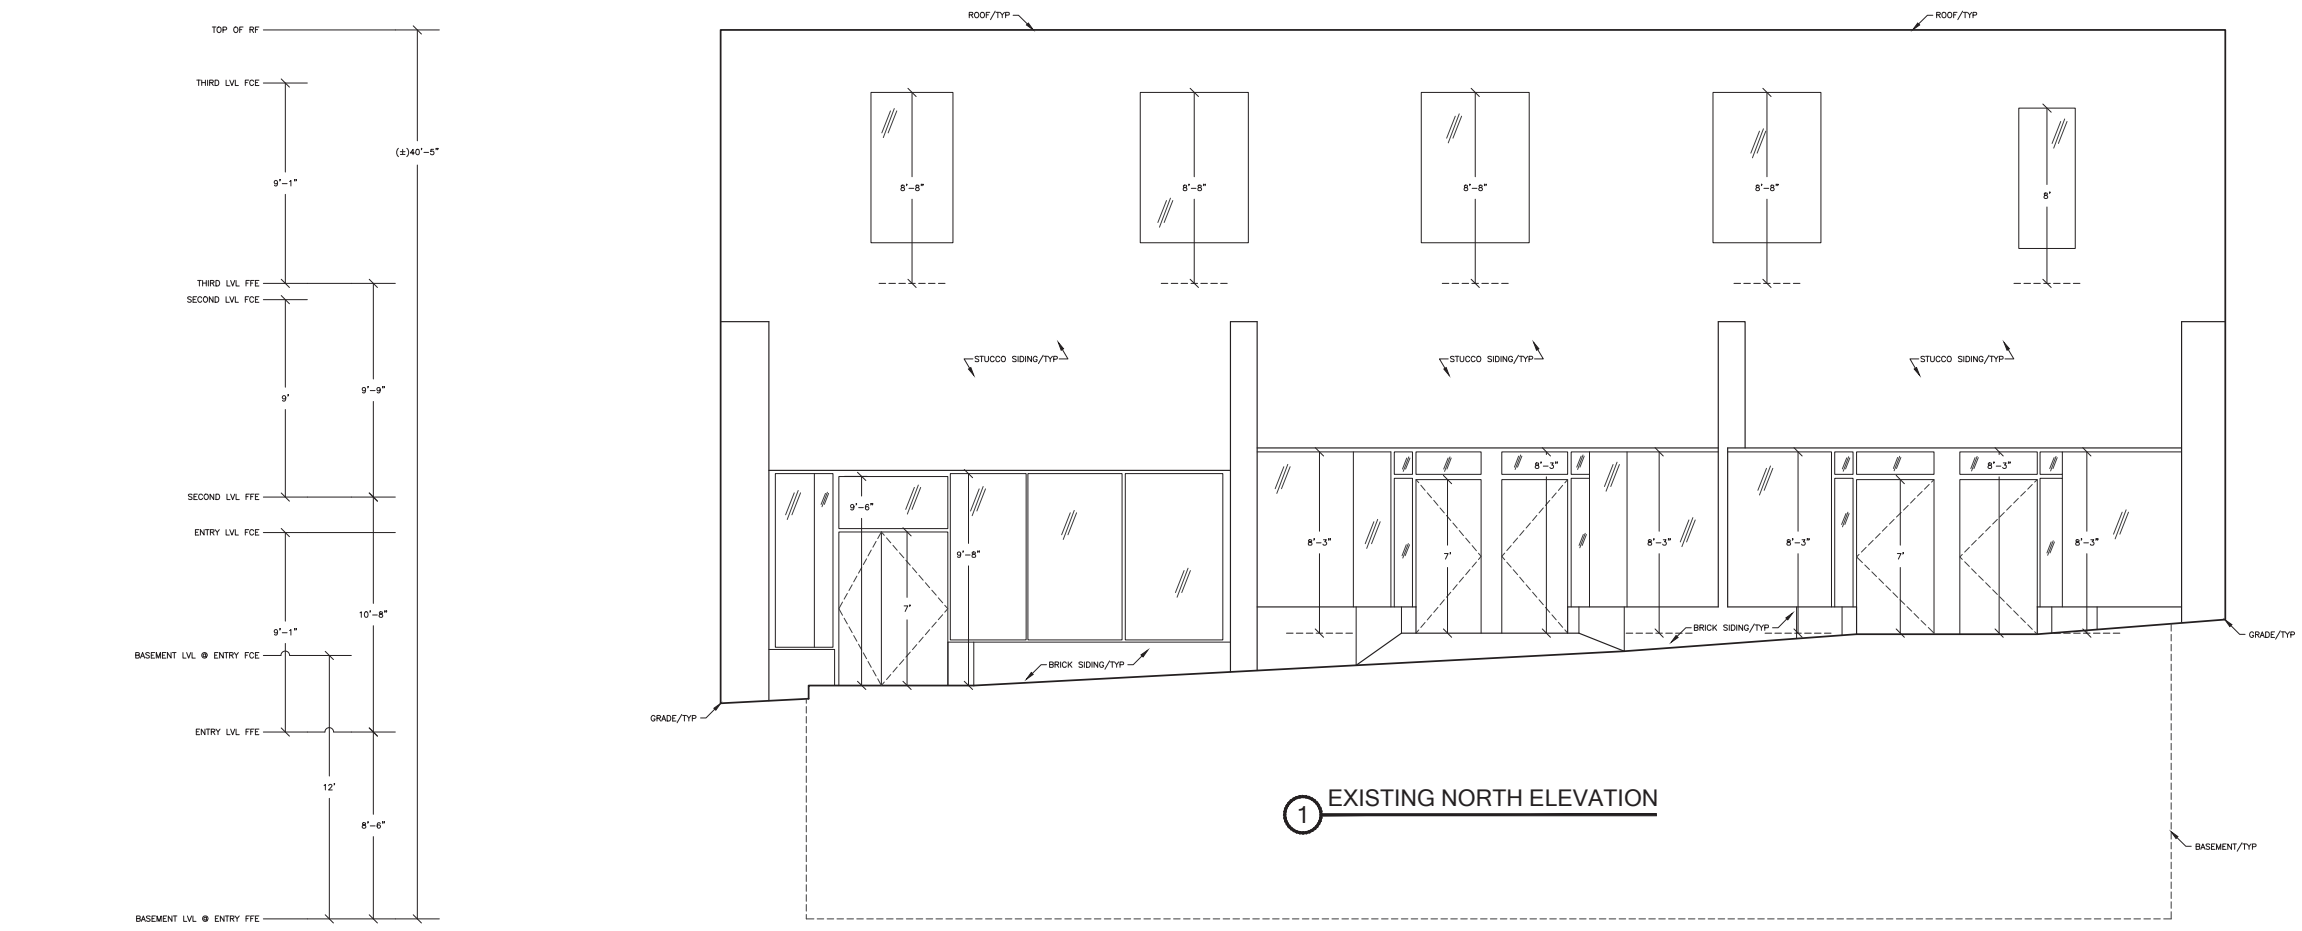 ROOF/TYP
ROOF/TYP
TOP OF RF
THIRD LVL FCE
(±)40'-5"
9'-1"
8'-8"
8'-8"
8'-8"
8'-8"
8'
THIRD LVL FFE
SECOND LVL FCE
STUCCO SIDING/TYP
STUCCO SIDING/TYP
STUCCO SIDING/TYP
9'-9"
9'
8'-3"
8'-3"
SECOND LVL FFE
9'-6"
ENTRY LVL FCE
8'-3"
8'-3"
8'-3"
8'-3"
9'-8"
7'
7'
7'
10'-8"
9'-1"
BRICK SIDING/TYP
GRADE/TYP
BASEMENT LVL @ ENTRY FCE
BRICK SIDING/TYP
GRADE/TYP
ENTRY LVL FFE
12'
1 EXISTING NORTH ELEVATION
8'-6"
BASEMENT/TYP
BASEMENT LVL @ ENTRY FFE